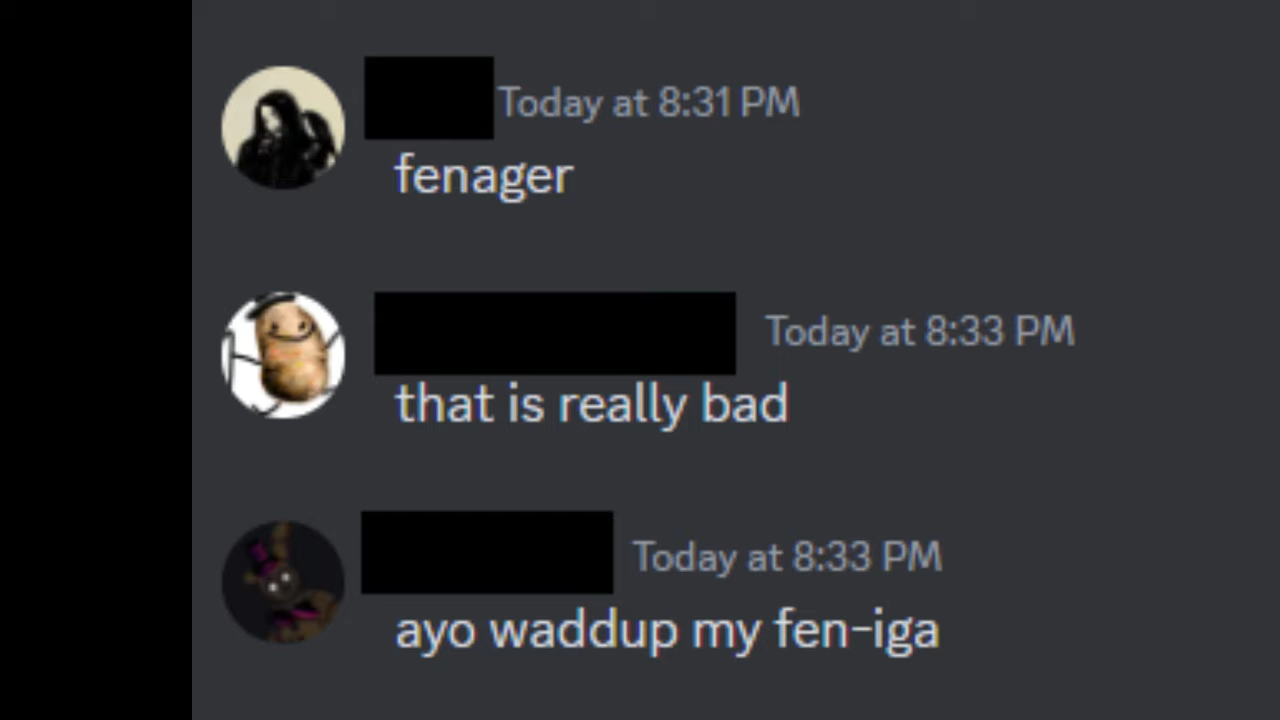 Today at 8:31 PM
fenager
Today at 8:33 PM
that is really bad
Today at 8:33 PM
ayo waddup my fen-iga